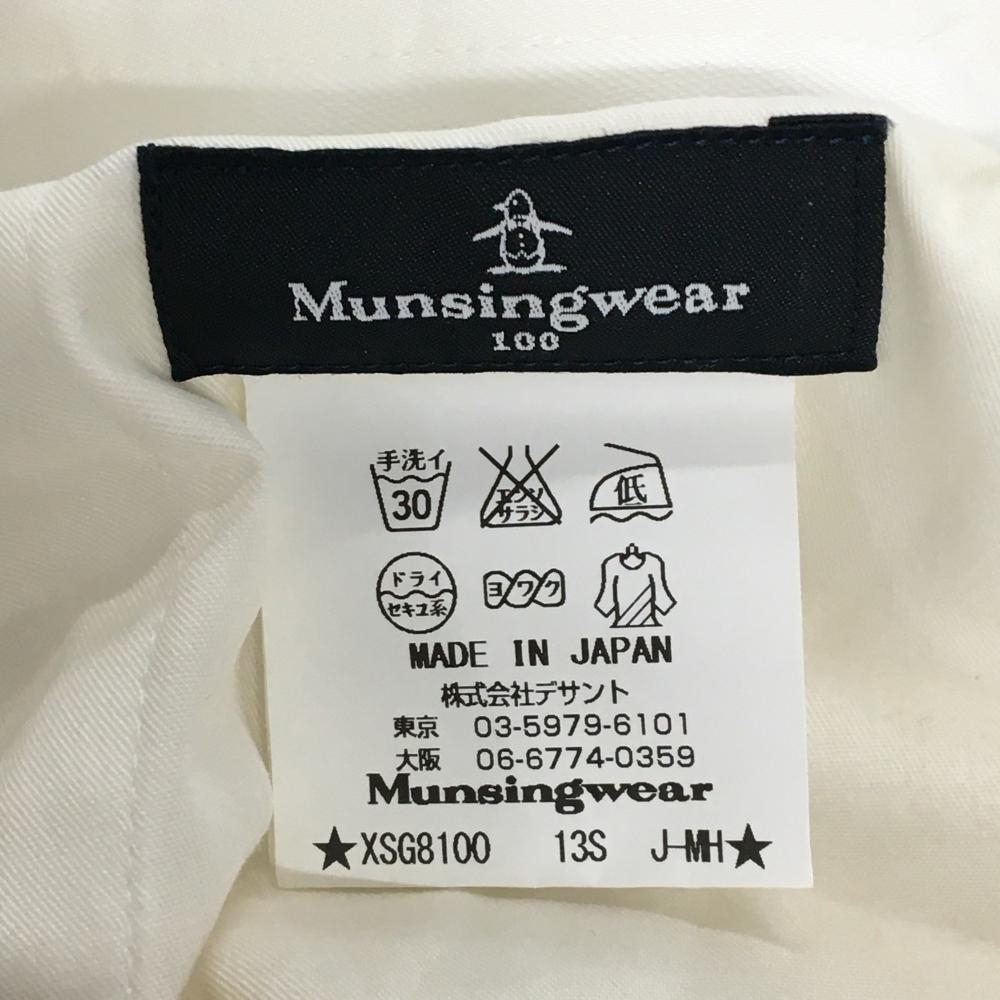 Munsingwear
100
手洗イ
30
エンソ
サラシ
低
ドライ
セキユ系
ヨワク
MADE IN JAPAN
株式会社デサント
東京 03-5979-6101
大阪 06-6774-0359
Munsingwear
★XSG8100 13S J-MH★